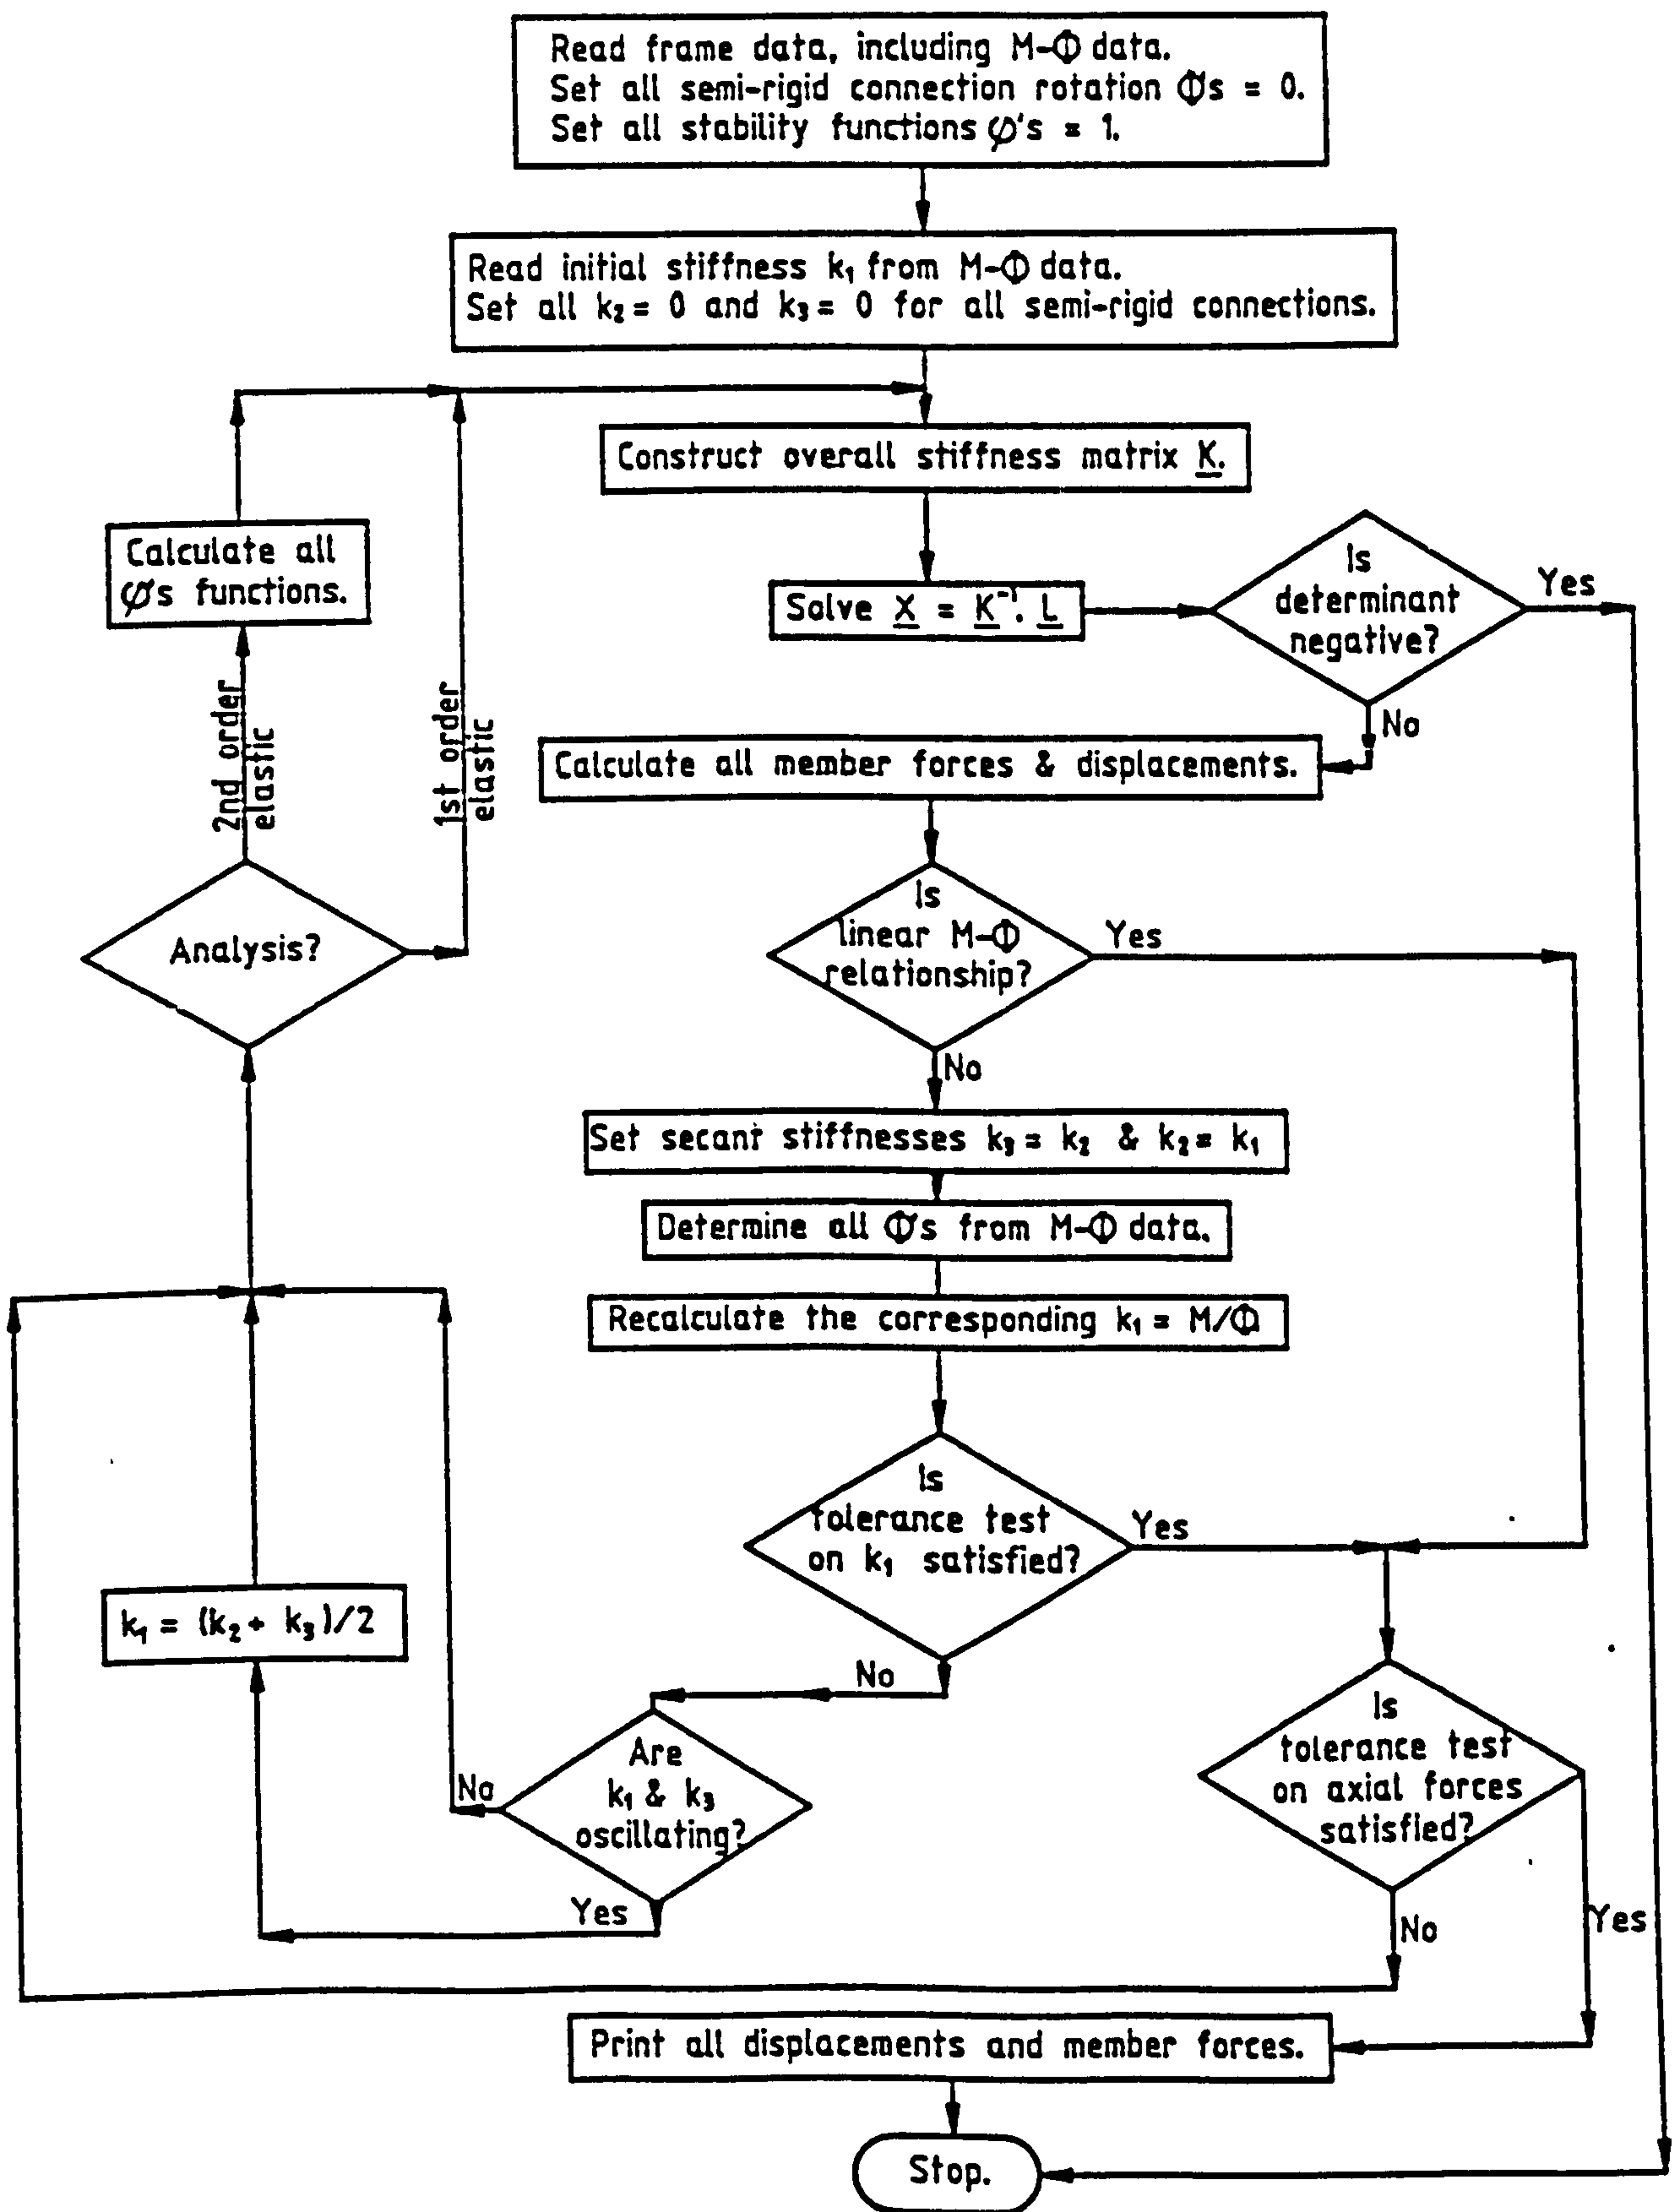 Read frame data, including M-Φ data.
Set all semi-rigid connection rotation Φ's = 0.
Set all stability functions φ's = 1.
Read initial stiffness k₁ from M-Φ data.
Set all k₂ = 0 and k₃ = 0 for all semi-rigid connections.
Construct overall stiffness matrix K.
Calculate all
φ's functions.
Solve X = K⁻¹. L
Is
determinant
negative?
Yes
No
2nd order
elastic
1st order
elastic
Calculate all member forces & displacements.
Analysis?
Is
linear M-Φ
relationship?
Yes
No
Set secant stiffnesses k₃ = k₂ & k₂ = k₁
Determine all Φ's from M-Φ data.
Recalculate the corresponding k₁ = M/Φ
Is
tolerance test
on k₁ satisfied?
Yes
No
k₁ = (k₂ + k₃)/2
Are
k₁ & k₃
oscillating?
No
Yes
Is
tolerance test
on axial forces
satisfied?
No
Yes
Print all displacements and member forces.
Stop.